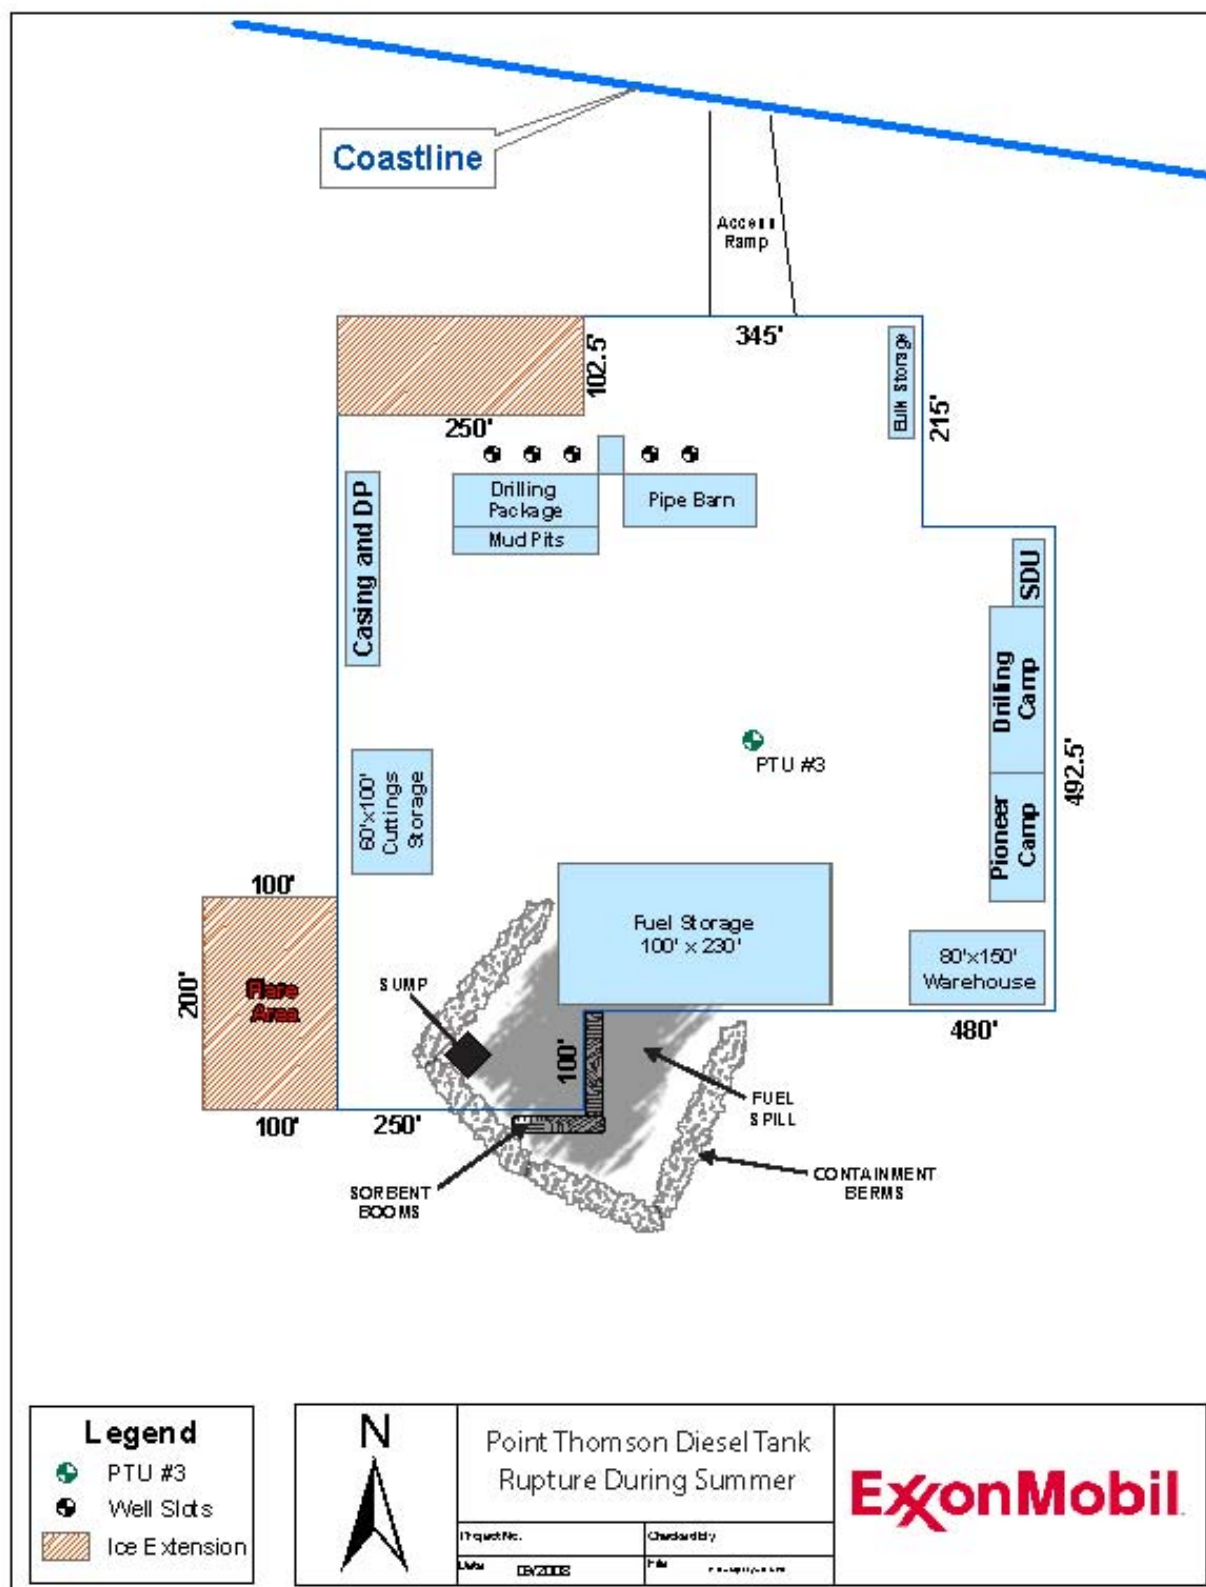 Coastline
Access
Ramp
345'
102.5'
250'
Bulk Storage
215'
Drilling
Package
Mud Pits
Pipe Barn
Casing and DP
SDU
Drilling
Camp
Pioneer
Camp
492.5'
PTU #3
60'x100'
Cuttings
Storage
100'
200'
Flare
Area
100'
250'
Fuel Storage
100' x 230'
80'x150'
Warehouse
480'
SUMP
100'
FUEL
SPILL
SORBENT
BOOMS
CONTAINMENT
BERMS
Legend
PTU #3
Well Slots
Ice Extension
N
Point Thomson Diesel Tank
Rupture During Summer
Project No.
Checked By
Date
09/2008
File
ExxonMobil